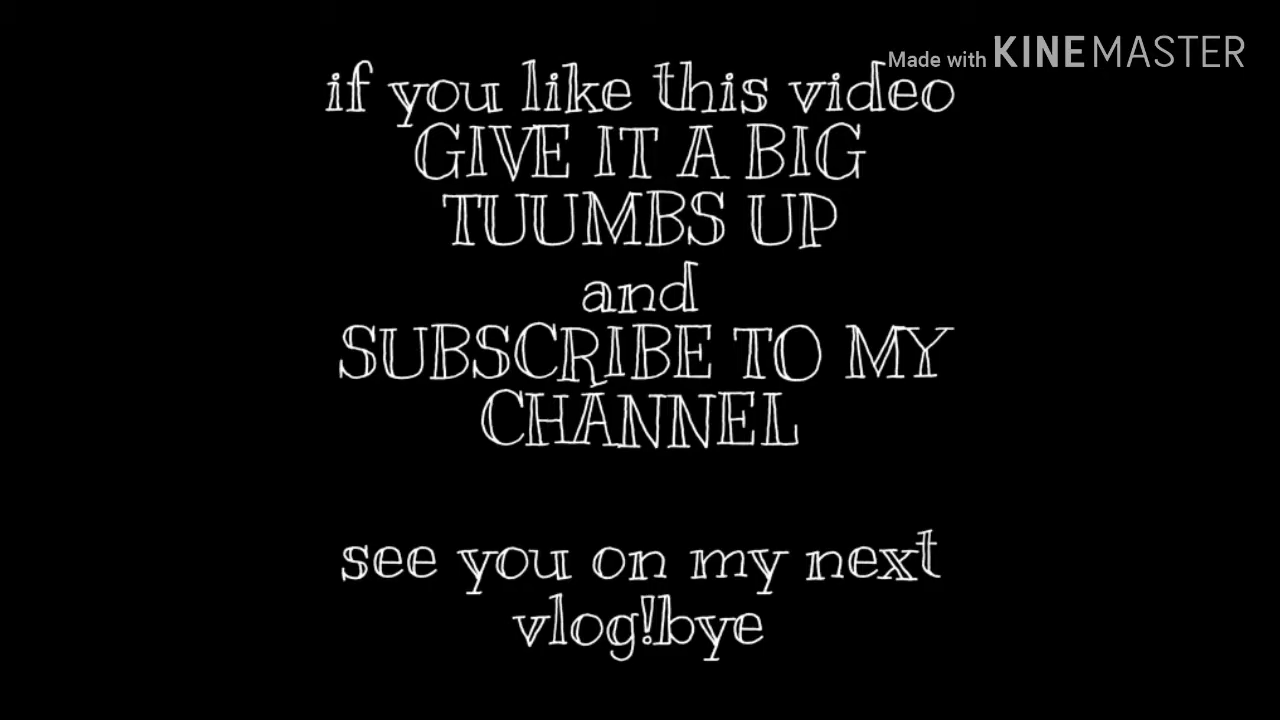 Made with KINEMASTER
if you like this video
GIVE IT A BIG
TUUMBS UP
and
SUBSCRIBE TO MY
CHANNEL
see you on my next
vlog!bye